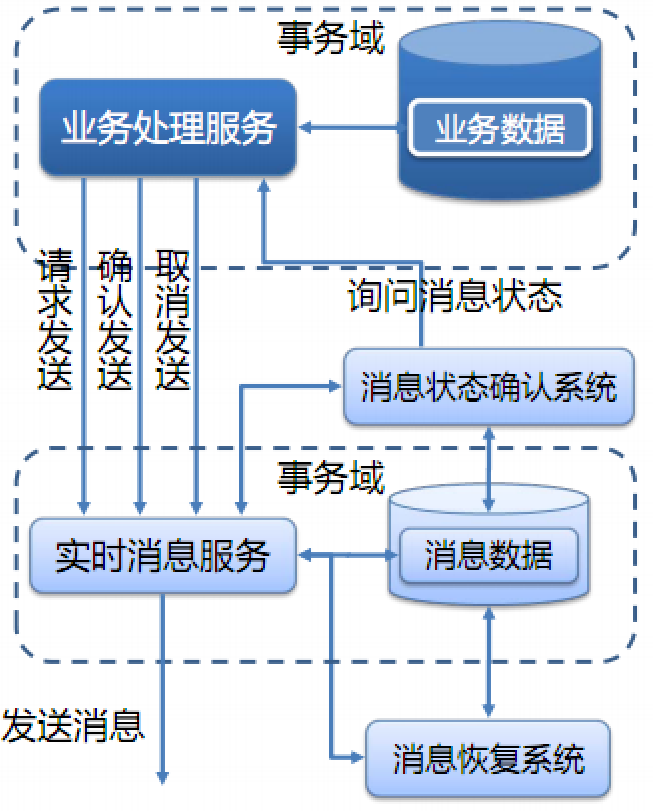 事务域
业务处理服务
业务数据
请求发送
确认发送
取消发送
询问消息状态
消息状态确认系统
事务域
实时消息服务
消息数据
发送消息
消息恢复系统